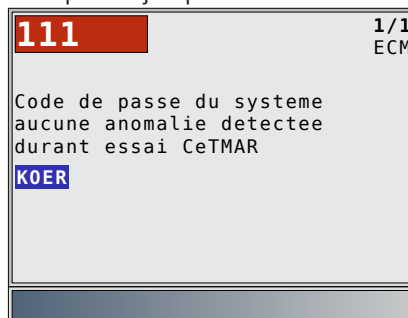 111
1/1
ECM
Code de passe du systeme
aucune anomalie detectee
durant essai CeTMAR
KOER